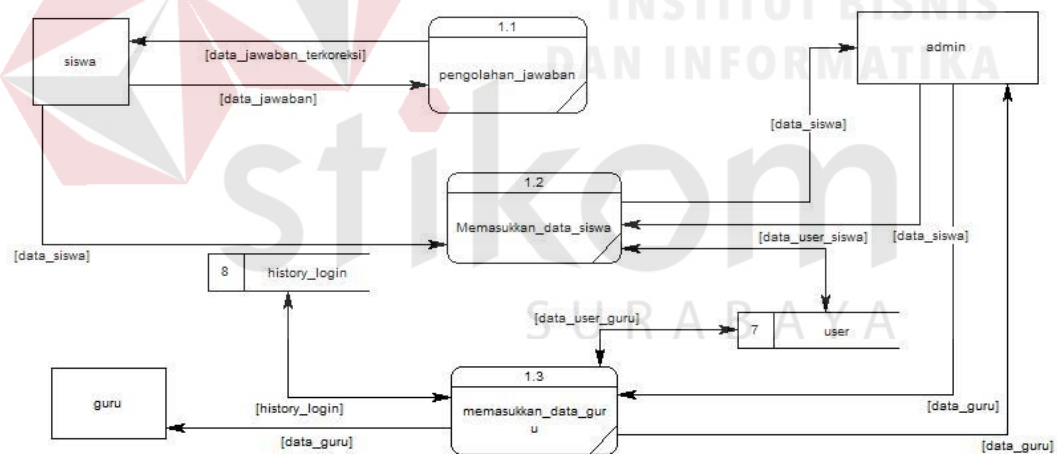 INSTITUT BISNIS
DAN INFORMATIKA
stikom
SURABAYA
siswa
[data_jawaban_terkoreksi]
[data_jawaban]
1.1
pengolahan_jawaban
admin
[data_siswa]
1.2
Memasukkan_data_siswa
[data_user_siswa]
[data_siswa]
[data_siswa]
8
history_login
[data_user_guru]
7
user
guru
[history_login]
[data_guru]
1.3
memasukkan_data_gur
u
[data_guru]
[data_guru]